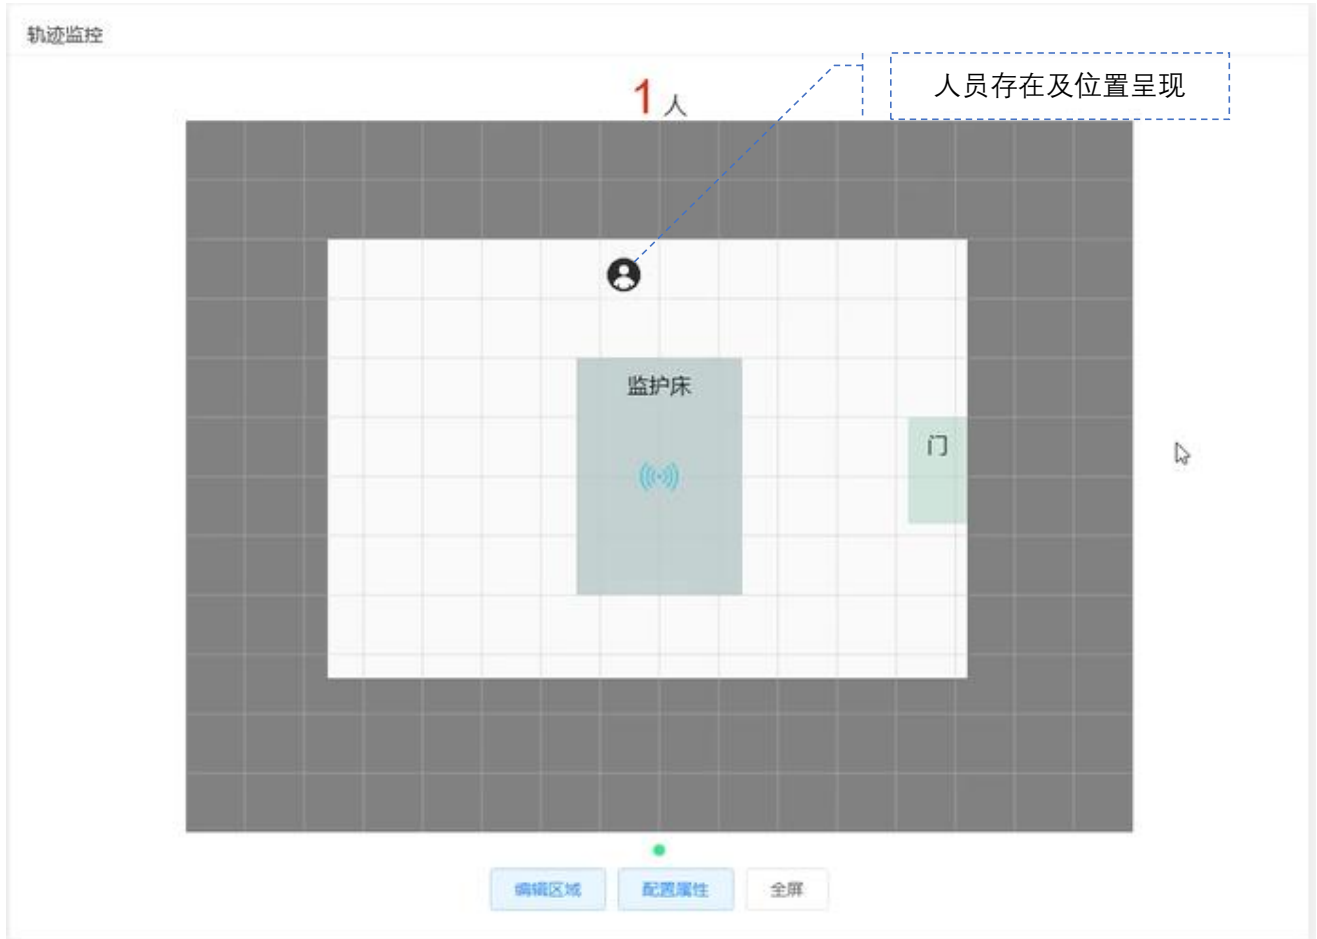 轨迹监控
1人
人员存在及位置呈现
监护床
门
编辑区域
配置属性
全屏